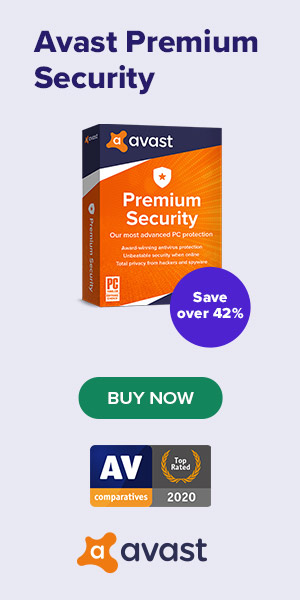 Avast Premium
Security
avast
Premium
Security
Our most advanced PC protection
Award-winning antivirus protection
Unbeatable security when online
Total privacy from hackers and spyware
Premium Security
PC
Save
over 42%
BUY NOW
AV
comparatives
Top
Rated
2020
avast